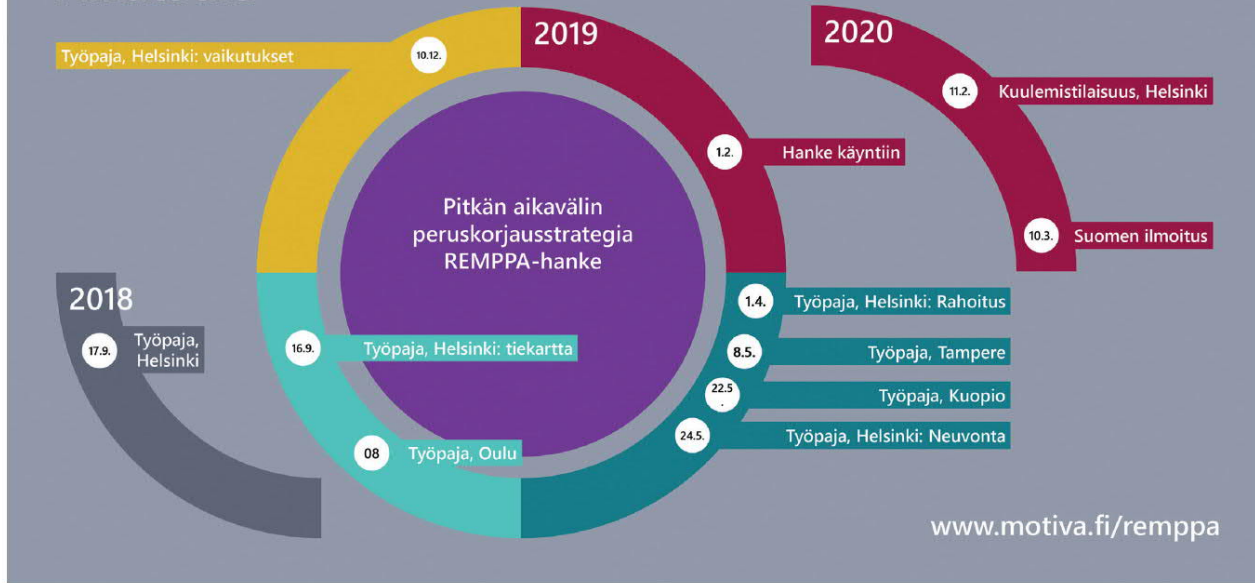 2019
2020
10.12.
Työpaja, Helsinki: vaikutukset
11.2.
Kuulemistilaisuus, Helsinki
1.2.
Hanke käyntiin
Pitkän aikavälin
peruskorjausstrategia
REMPPA-hanke
10.3.
Suomen ilmoitus
2018
17.9.
Työpaja,
Helsinki
1.4.
Työpaja, Helsinki: Rahoitus
16.9.
Työpaja, Helsinki: tiekartta
8.5.
Työpaja, Tampere
22.5
.
Työpaja, Kuopio
24.5.
Työpaja, Helsinki: Neuvonta
08
Työpaja, Oulu
www.motiva.fi/remppa